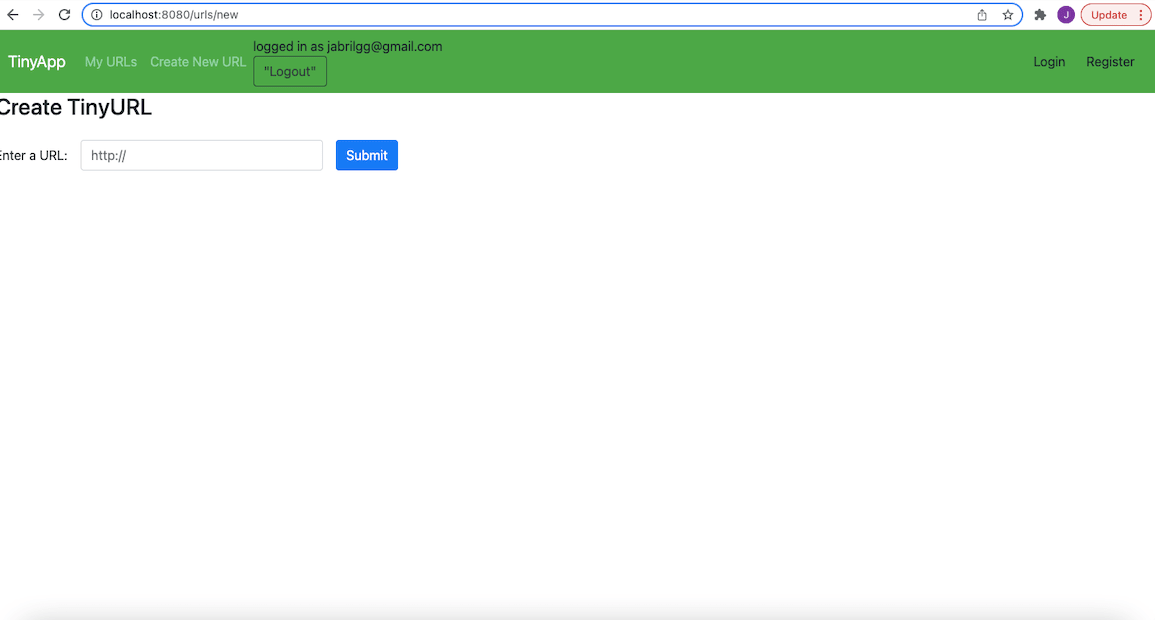 localhost:8080/urls/new
J
Update
TinyApp
My URLs
Create New URL
logged in as jabrilgg@gmail.com
"Logout"
Login
Register
Create TinyURL
Enter a URL:
http://
Submit